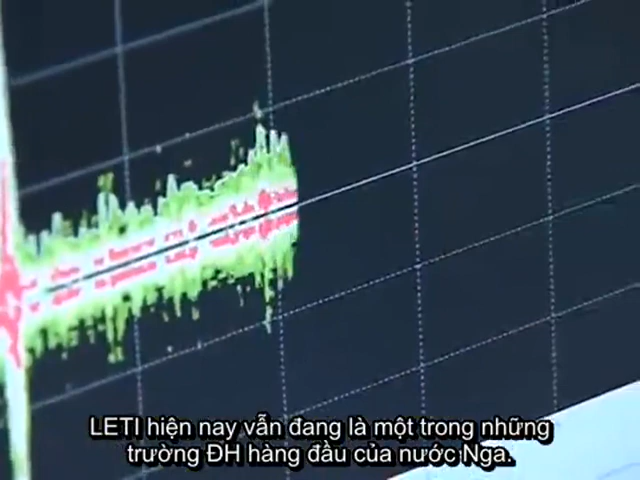 LETI hiện nay vẫn đang là một trong những
trường ĐH hàng đầu của nước Nga.